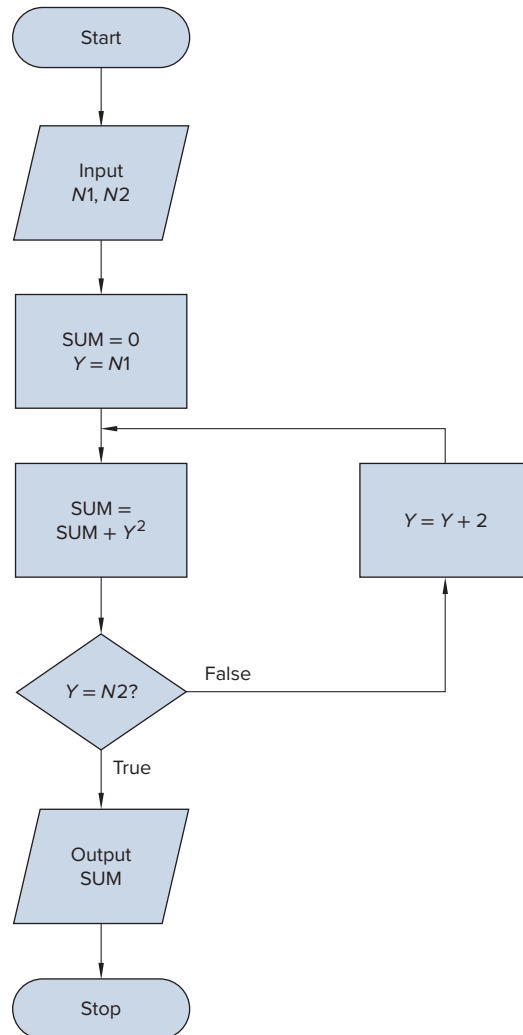 Start
Input
N1, N2
SUM = 0
Y = N1
SUM =
SUM + Y²
Y = Y + 2
Y = N2?
False
True
Output
SUM
Stop